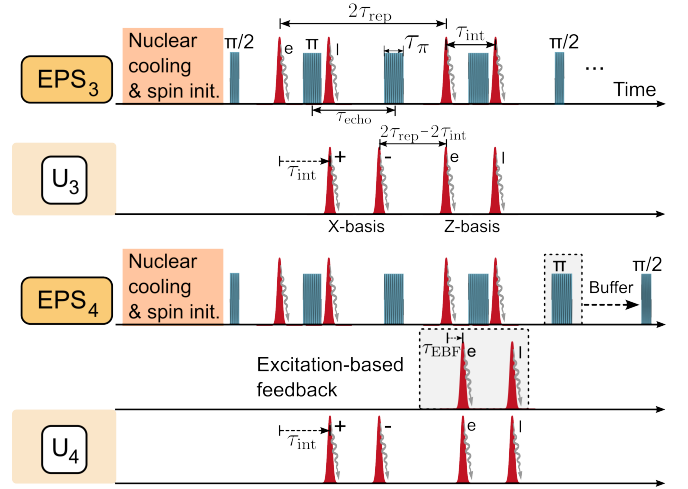 2τrep
τint
Nuclear
cooling
& spin init.
π/2
e
π
l
τπ
π/2
...
EPS3
Time
τecho
2τrep-2τint
U3
τint
+
-
e
l
X-basis
Z-basis
EPS4
Nuclear
cooling
& spin init.
π
π/2
Buffer
Excitation-based
feedback
τEBF
e
l
U4
τint
+
-
e
l